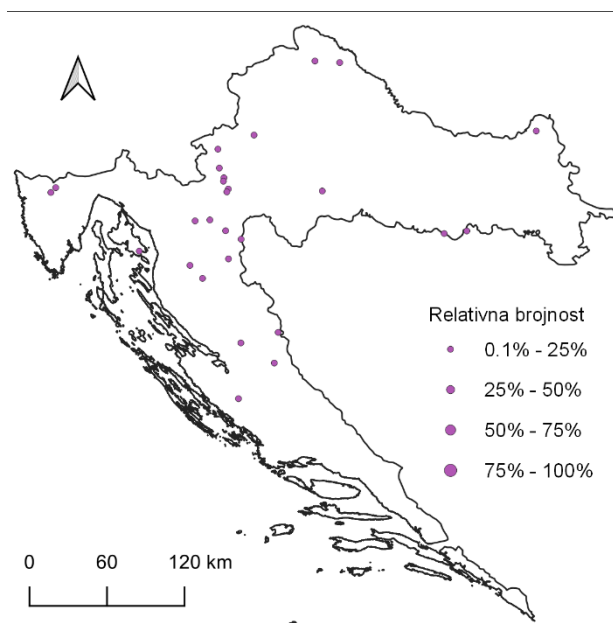 Relativna brojnost
0.1% - 25%
25% - 50%
50% - 75%
75% - 100%
0 60 120 km